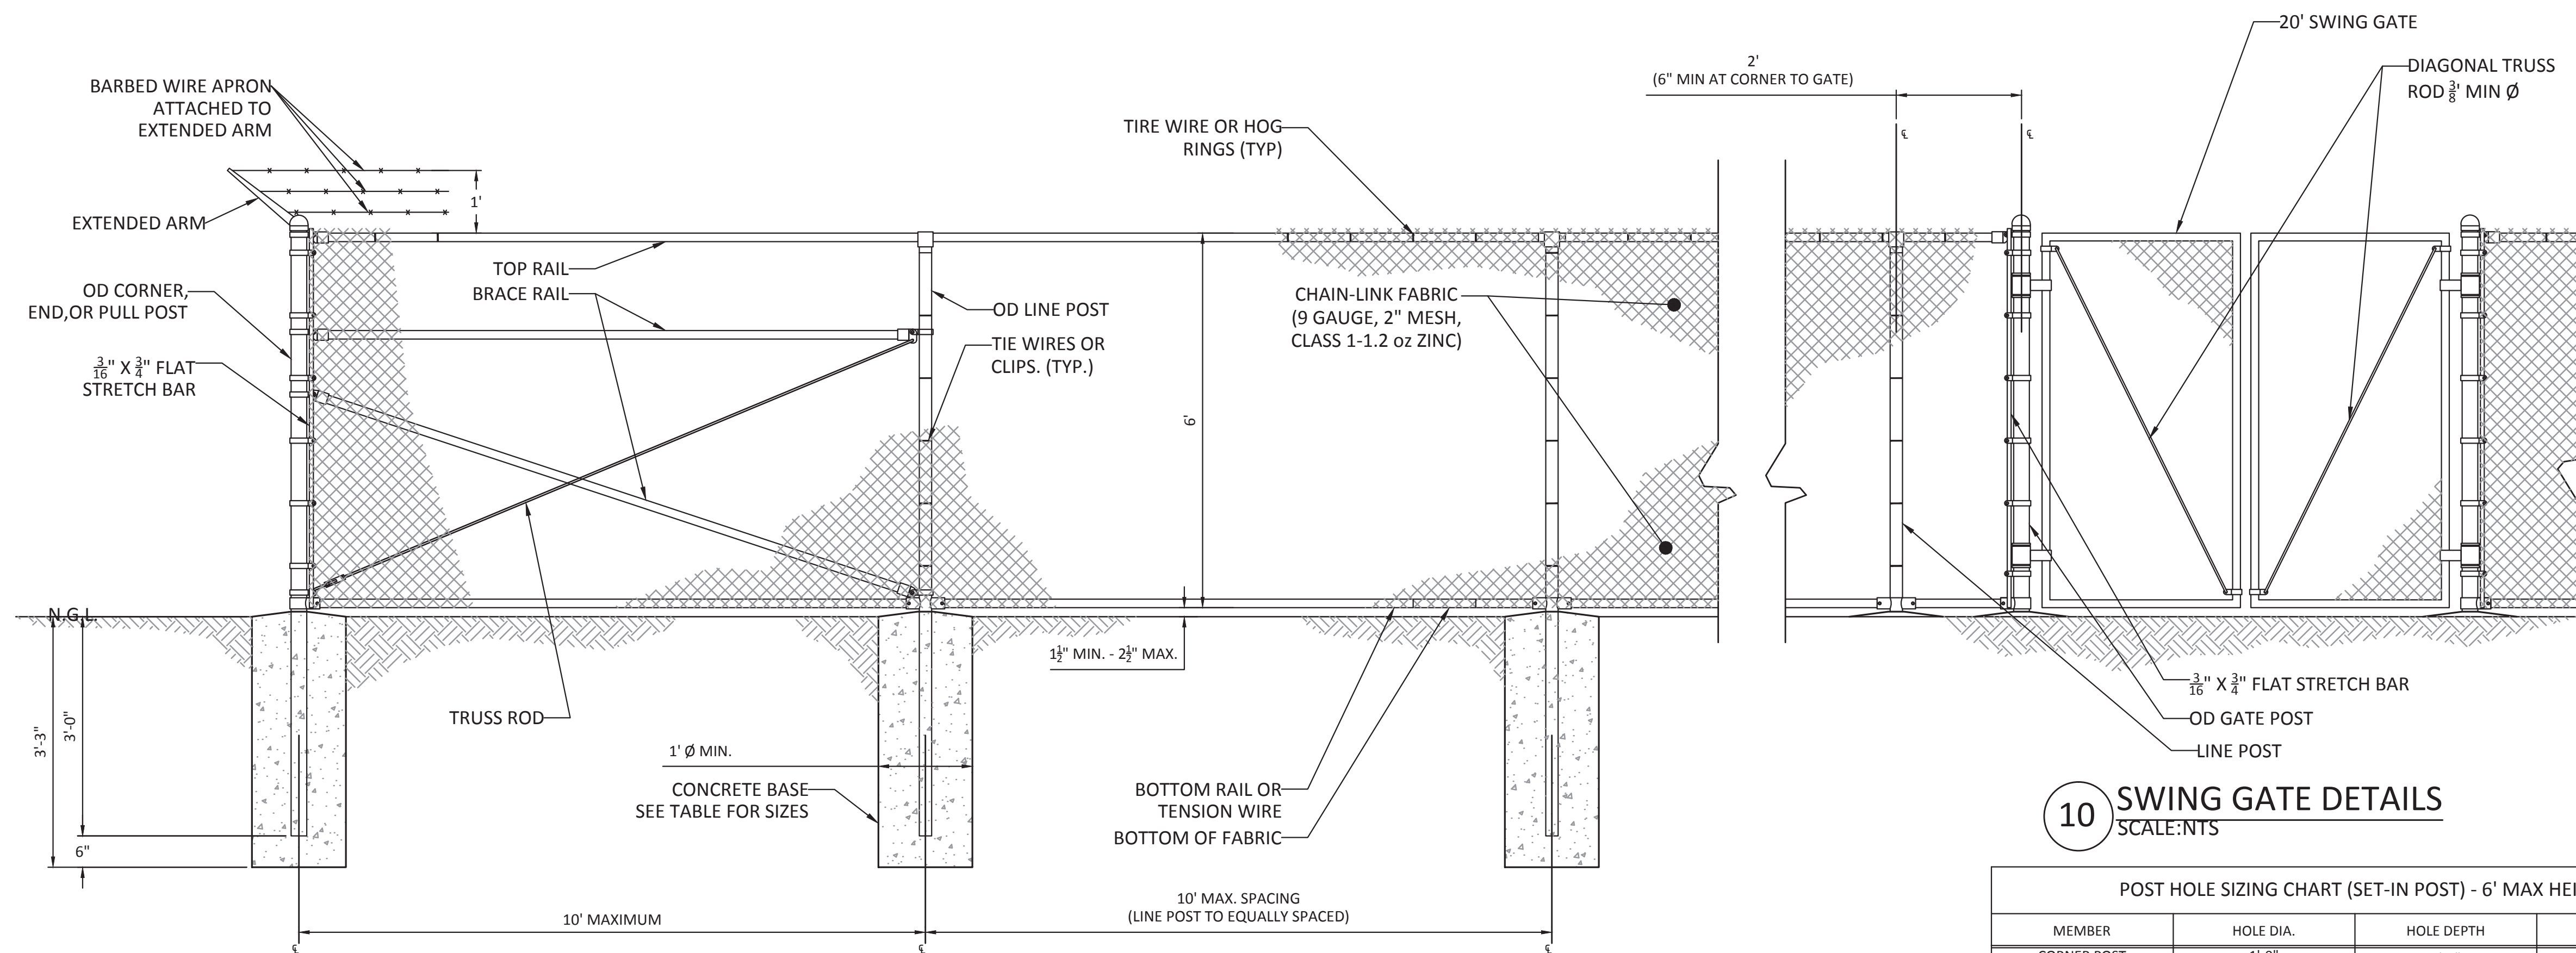 20' SWING GATE
2'
(6" MIN AT CORNER TO GATE)
DIAGONAL TRUSS
ROD 3/8' MIN Ø
BARBED WIRE APRON
ATTACHED TO
EXTENDED ARM
TIRE WIRE OR HOG
RINGS (TYP)
℄
℄
1'
EXTENDED ARM
TOP RAIL
BRACE RAIL
OD CORNER,
END,OR PULL POST
OD LINE POST
CHAIN-LINK FABRIC
(9 GAUGE, 2" MESH,
CLASS 1-1.2 oz ZINC)
TIE WIRES OR
CLIPS. (TYP.)
3/16" X 3/4" FLAT
STRETCH BAR
6'
N.G.L.
1 1/2" MIN. - 2 1/2" MAX.
3/16" X 3/4" FLAT STRETCH BAR
OD GATE POST
LINE POST
TRUSS ROD
3'-3"
3'-0"
1' Ø MIN.
CONCRETE BASE
SEE TABLE FOR SIZES
BOTTOM RAIL OR
TENSION WIRE
BOTTOM OF FABRIC
6"
10 SWING GATE DETAILS
SCALE:NTS
10' MAXIMUM
10' MAX. SPACING
(LINE POST TO EQUALLY SPACED)
℄
℄
℄
POST HOLE SIZING CHART (SET-IN POST) - 6' MAX HEI
MEMBER HOLE DIA. HOLE DEPTH
CORNER POST 1'-0"